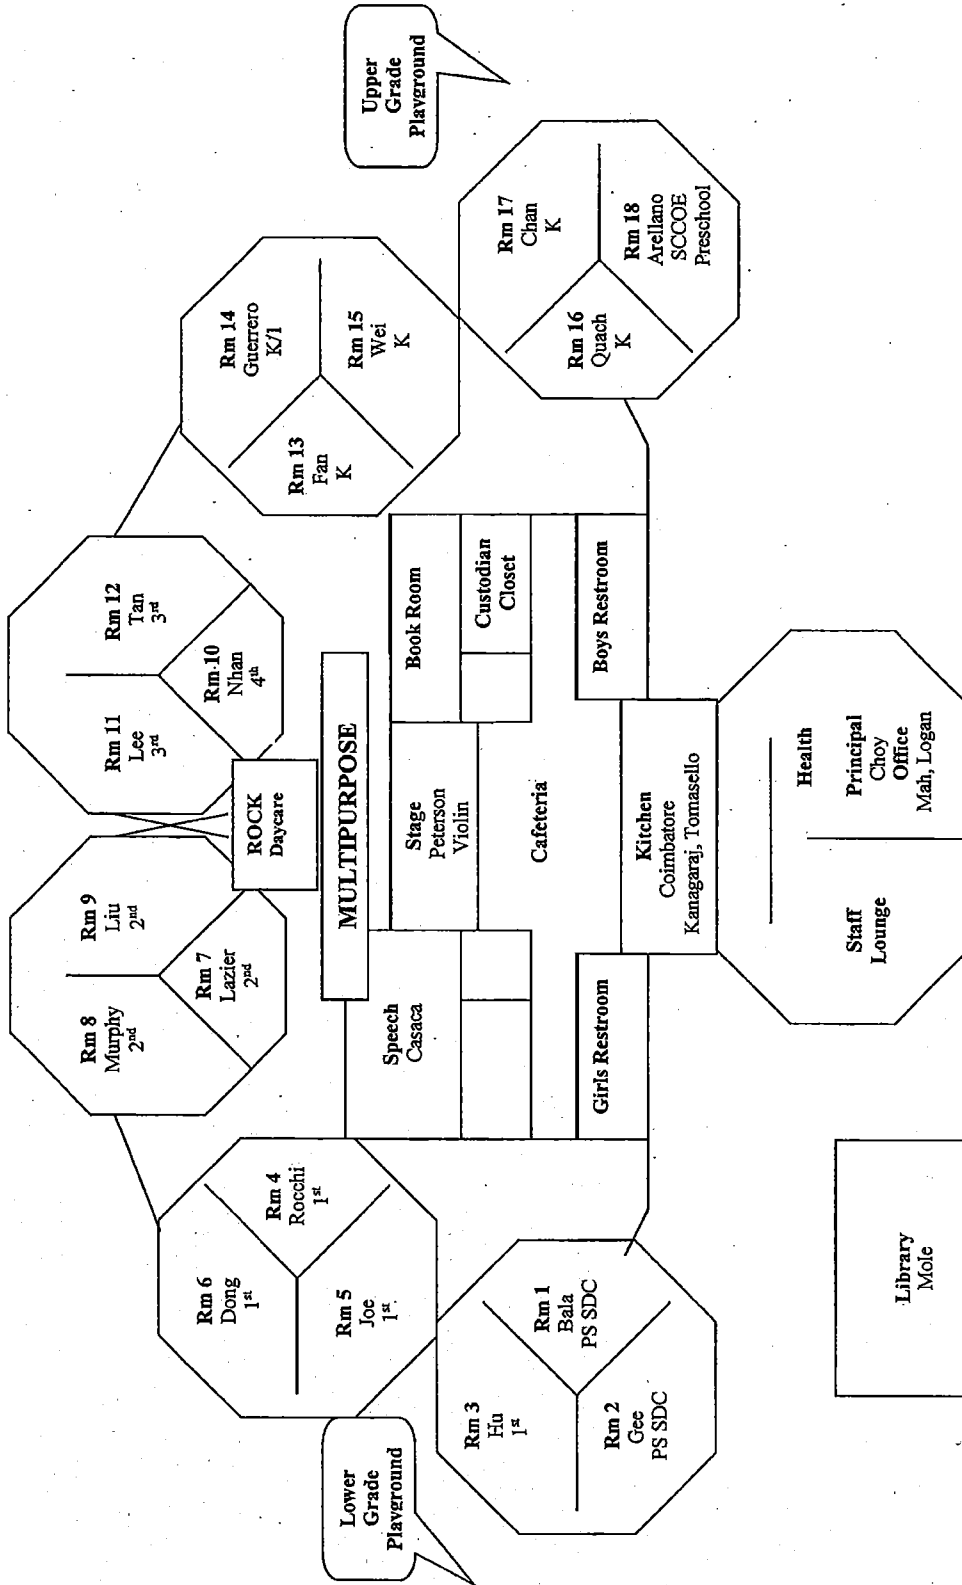 Lower
Grade
Playground
Upper
Grade
Playground
Rm 8
Murphy
2nd
Rm 9
Liu
2nd
Rm 7
Lazier
2nd
Rm 11
Lee
3rd
Rm 12
Tan
3rd
Rm 10
Nhan
4th
ROCK
Daycare
Rm 6
Dong
1st
Rm 4
Rocchi
1st
Rm 5
Joe
1st
Rm 14
Guerrero
K/1
Rm 13
Fan
K
Rm 15
Wei
K
MULTIPURPOSE
Speech
Casaca
Stage
Peterson
Violin
Book Room
Custodian
Closet
Cafeteria
Girls Restroom
Boys Restroom
Kitchen
Coimbatore
Kanagaraj, Tomasello
Rm 3
Hu
1st
Rm 1
Bala
PS SDC
Rm 2
Gee
PS SDC
Rm 17
Chan
K
Rm 16
Quach
K
Rm 18
Arellano
SCCOE
Preschool
Health
Staff
Lounge
Principal
Choy
Office
Mah, Logan
Library
Mole